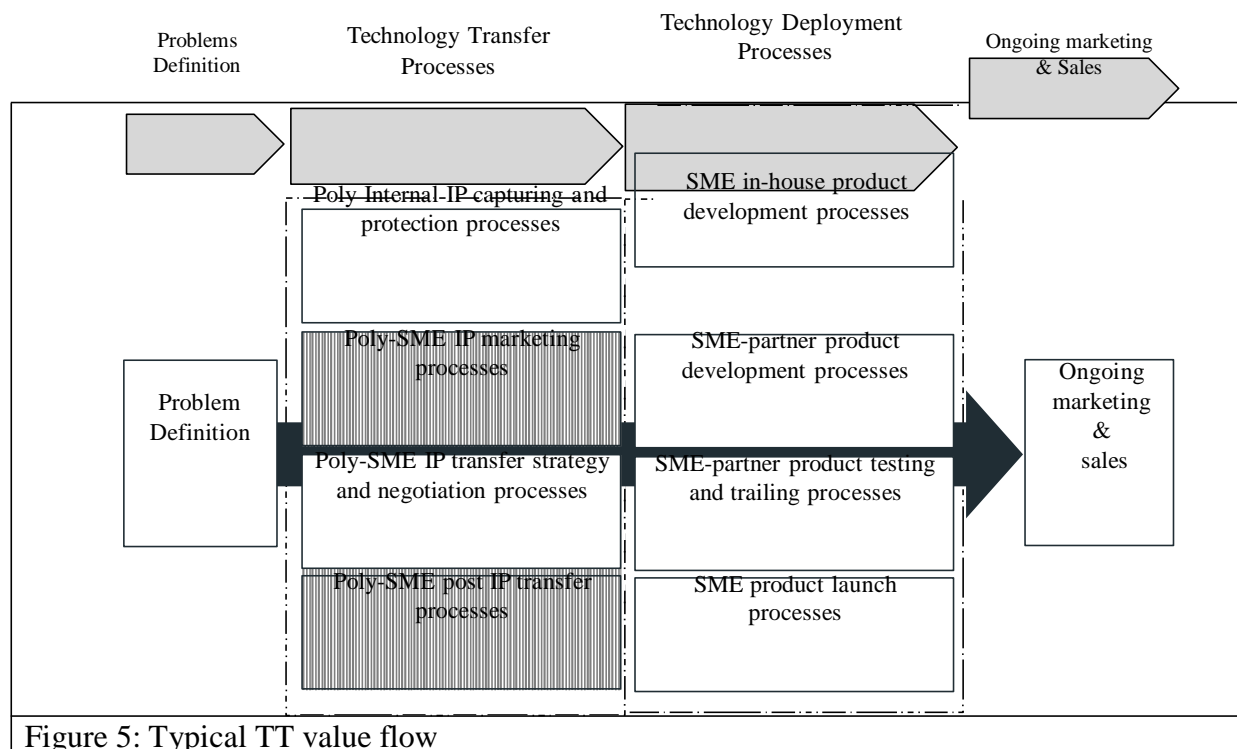 Problems
Definition
Technology Transfer
Processes
Technology Deployment
Processes
Ongoing marketing
& Sales
Problem
Definition
Poly Internal-IP capturing and
protection processes
Poly-SME IP marketing
processes
Poly-SME IP transfer strategy
and negotiation processes
Poly-SME post IP transfer
processes
SME in-house product
development processes
SME-partner product
development processes
SME-partner product testing
and trailing processes
SME product launch
processes
Ongoing
marketing
&
sales
Figure 5: Typical TT value flow